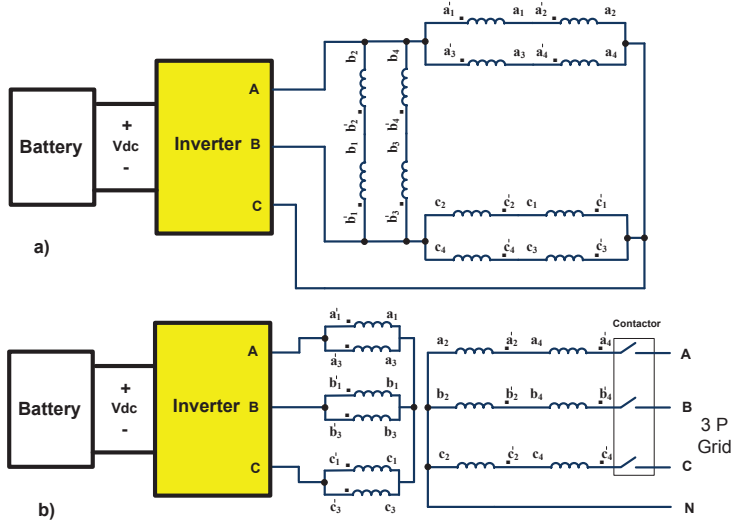 a'₁ a₁ a'₂ a₂
a'₃ a₃ a'₄ a₄
b₂ b₄
b'₂ b'₄
b₁ b₃
b'₁ b'₃
A
Battery
+
Vdc
-
Inverter
B
C
c₂ c'₂ c₁ c'₁
c₄ c'₄ c₃ c'₃
a)
a'₁ a₁
a'₃ a₃
b'₁ b₁
b'₃ b₃
c'₁ c₁
c'₃ c₃
Contactor
a₂ a'₂ a₄ a'₄
b₂ b'₂ b₄ b'₄
c₂ c'₂ c₄ c'₄
A
B
C
N
3 P
Grid
Battery
+
Vdc
-
Inverter
A
B
C
b)